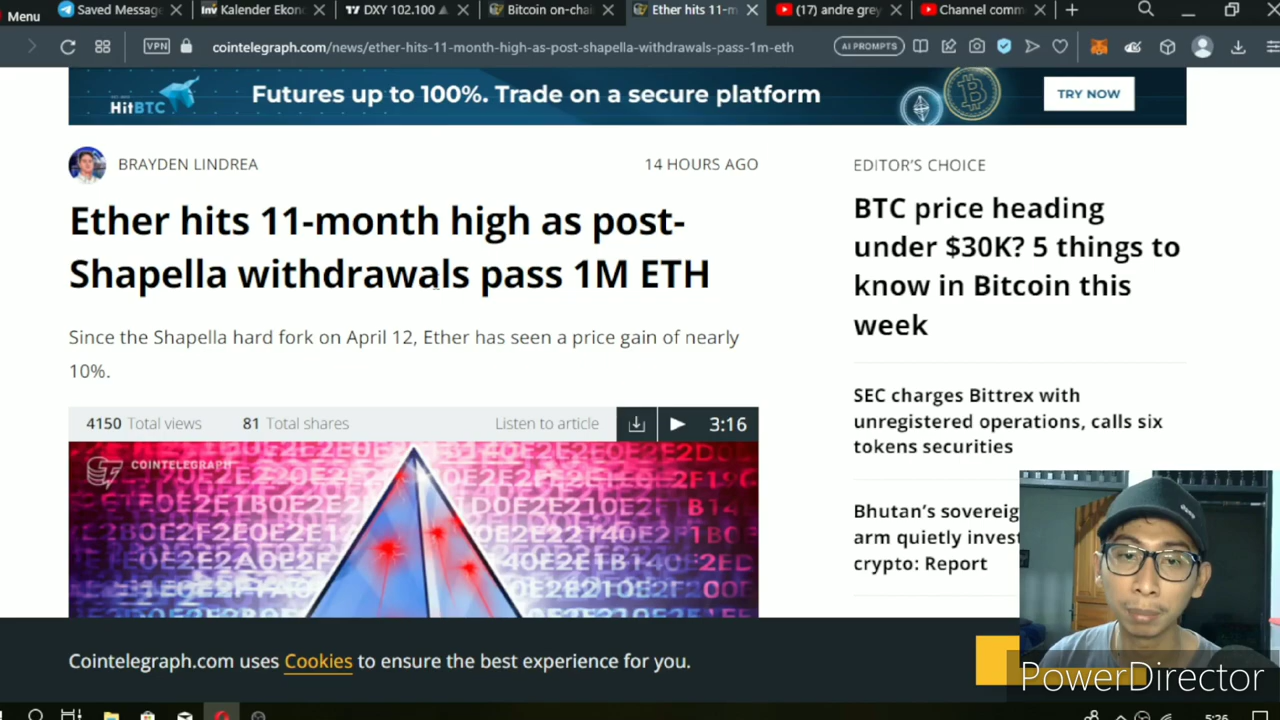 Menu
Saved Messag
Inv Kalender Ekon
DXY 102.100
Bitcoin on-chai
Ether hits 11-m
(17) andre grey
Channel comm
VPN
cointelegraph.com/news/ether-hits-11-month-high-as-post-shapella-withdrawals-pass-1m-eth
AI PROMPTS
HitBTC
Futures up to 100%. Trade on a secure platform
TRY NOW
BRAYDEN LINDREA
14 HOURS AGO
Ether hits 11-month high as post-
Shapella withdrawals pass 1M ETH
Since the Shapella hard fork on April 12, Ether has seen a price gain of nearly
10%.
4150 Total views
81 Total shares
Listen to article
3:16
COINTELEGRAPH
EDITOR'S CHOICE
BTC price heading
under $30K? 5 things to
know in Bitcoin this
week
SEC charges Bittrex with
unregistered operations, calls six
tokens securities
Bhutan's sovereig
arm quietly invest
crypto: Report
Cointelegraph.com uses Cookies to ensure the best experience for you.
PowerDirector
5:26